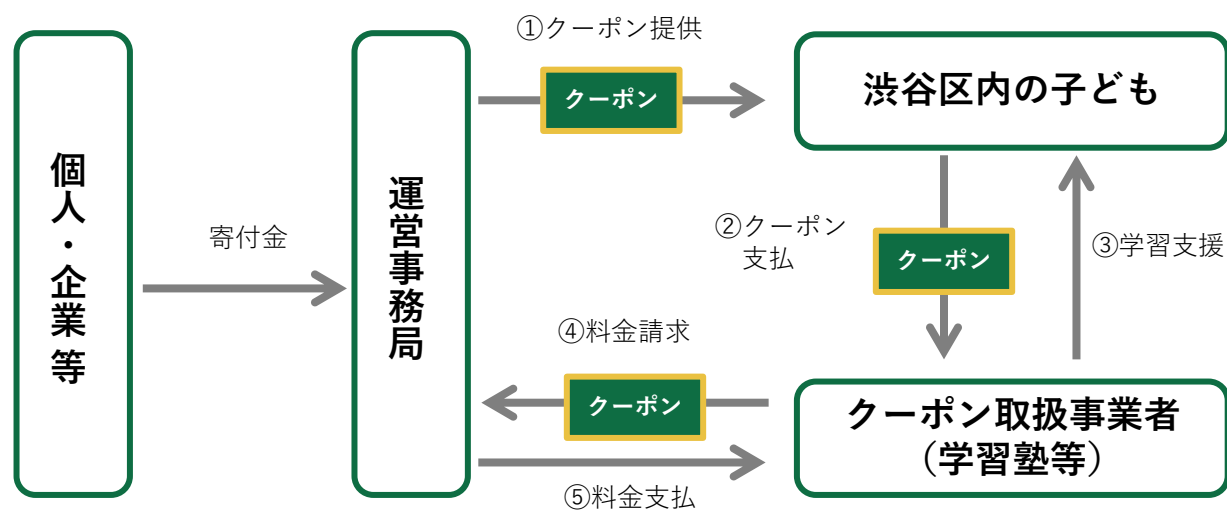 個人・企業等
寄付金
運営事務局
①クーポン提供
クーポン
渋谷区内の子ども
②クーポン
支払
クーポン
③学習支援
④料金請求
クーポン
クーポン取扱事業者
（学習塾等）
⑤料金支払